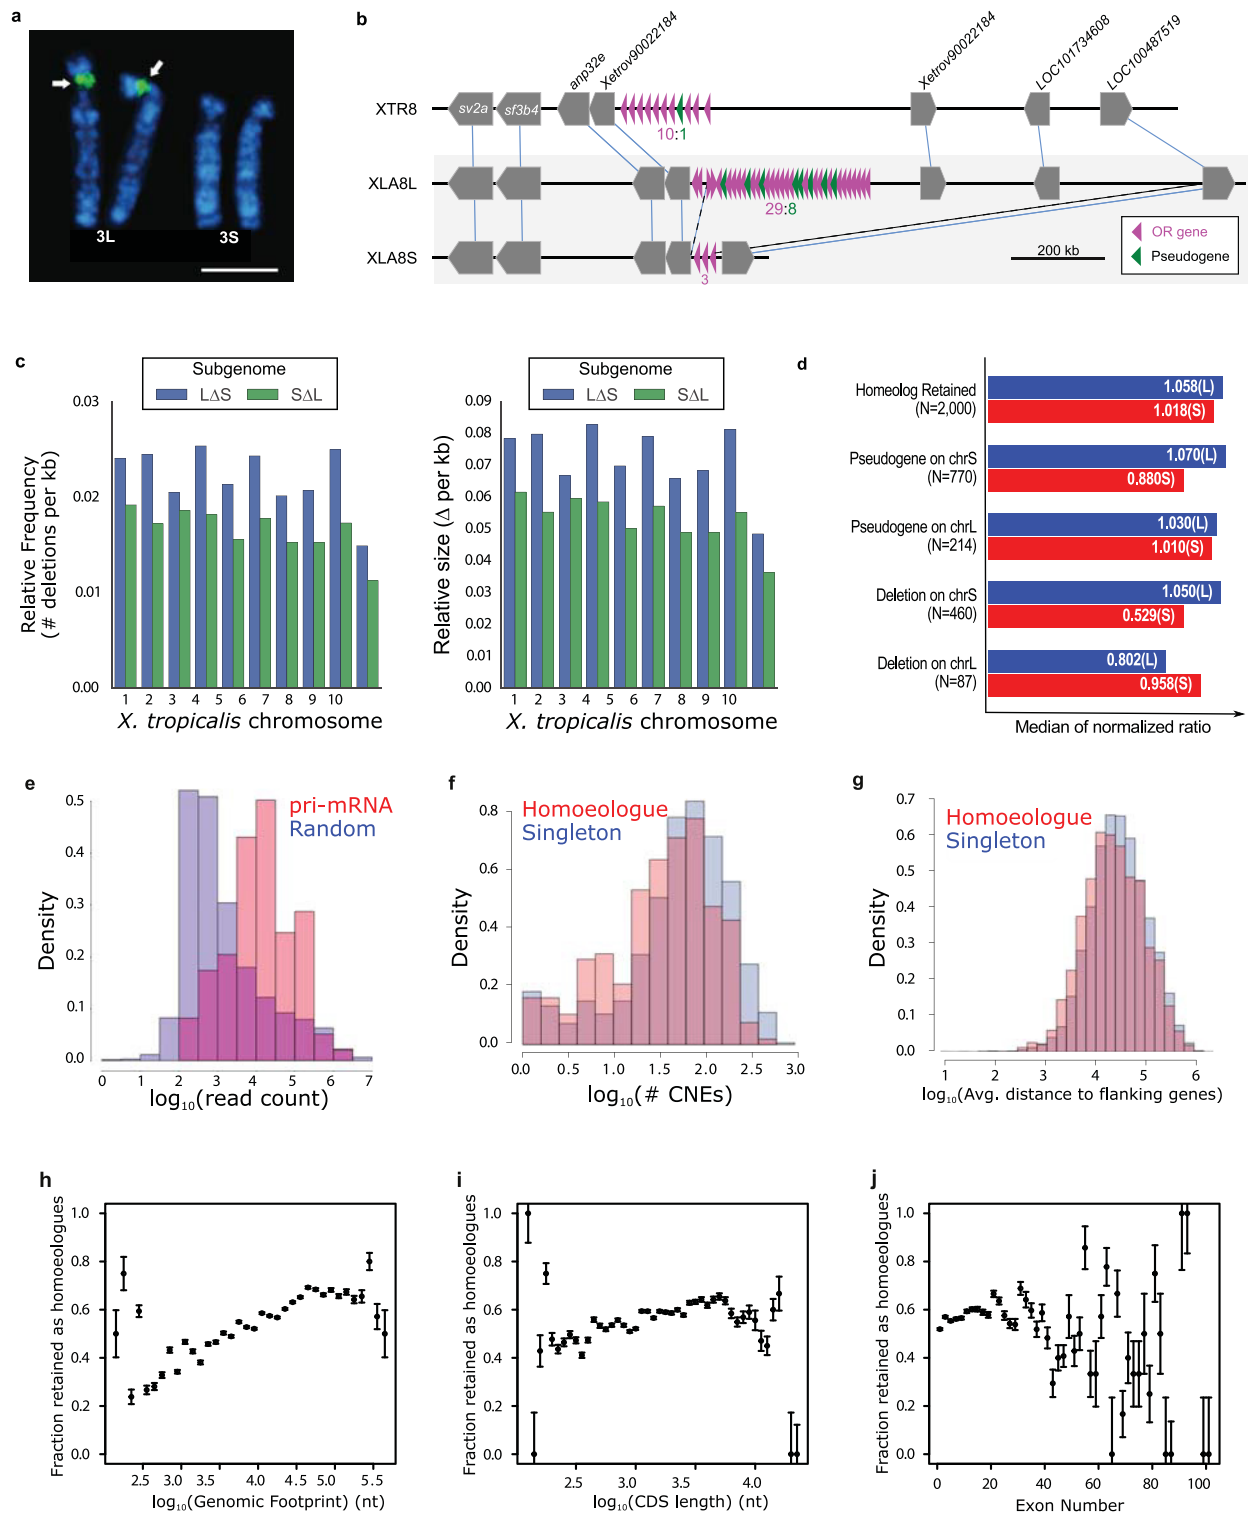 a
3L
3S
b
anp32e
Xetrov90022184
Xetrov90022184
LOC101734608
LOC100487519
XTR8
sv2a
sf3b4
10:1
XLA8L
29:8
XLA8S
3
200 kb
OR gene
Pseudogene
c
Subgenome
LΔS
SΔL
0.03
0.02
0.01
0.00
Relative Frequency
(# deletions per kb)
1 2 3 4 5 6 7 8 9 10
X. tropicalis chromosome
Subgenome
LΔS
SΔL
0.09
0.08
0.07
0.06
0.05
0.04
0.03
0.02
0.01
0.00
Relative size (Δ per kb)
1 2 3 4 5 6 7 8 9 10
X. tropicalis chromosome
d
Homeolog Retained
(N=2,000)
1.058(L)
1.018(S)
Pseudogene on chrS
(N=770)
1.070(L)
0.880S)
Pseudogene on chrL
(N=214)
1.030(L)
1.010(S)
Deletion on chrS
(N=460)
1.050(L)
0.529(S)
Deletion on chrL
(N=87)
0.802(L)
0.958(S)
Median of normalized ratio
e
pri-mRNA
Random
0.5
0.4
0.3
0.2
0.1
0.0
Density
0 1 2 3 4 5 6 7
log₁₀(read count)
f
Homoeologue
Singleton
0.8
0.6
0.4
0.2
0.0
Density
0.0 0.5 1.0 1.5 2.0 2.5 3.0
log₁₀(# CNEs)
g
Homoeologue
Singleton
0.7
0.6
0.5
0.4
0.3
0.2
0.1
0.0
Density
1 2 3 4 5 6
log₁₀(Avg. distance to flanking genes)
h
Fraction retained as homoeologues
1.0
0.8
0.6
0.4
0.2
0.0
2.5 3.0 3.5 4.0 4.5 5.0 5.5
log₁₀(Genomic Footprint) (nt)
i
Fraction retained as homoeologues
1.0
0.8
0.6
0.4
0.2
0.0
2.5 3.0 3.5 4.0
log₁₀(CDS length) (nt)
j
Fraction retained as homoeologues
1.0
0.8
0.6
0.4
0.2
0.0
0 20 40 60 80 100
Exon Number